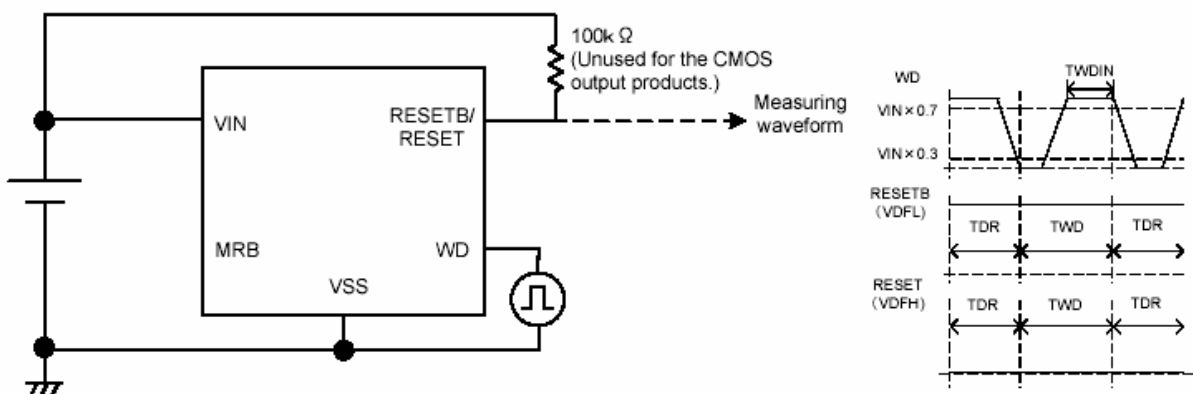 100k Ω
(Unused for the CMOS
output products.)
VIN
RESETB/
RESET
Measuring
waveform
MRB
WD
VSS
WD
TWDIN
VIN×0.7
VIN×0.3
RESETB
(VDFL)
TDR
TWD
TDR
RESET
(VDFH)
TDR
TWD
TDR